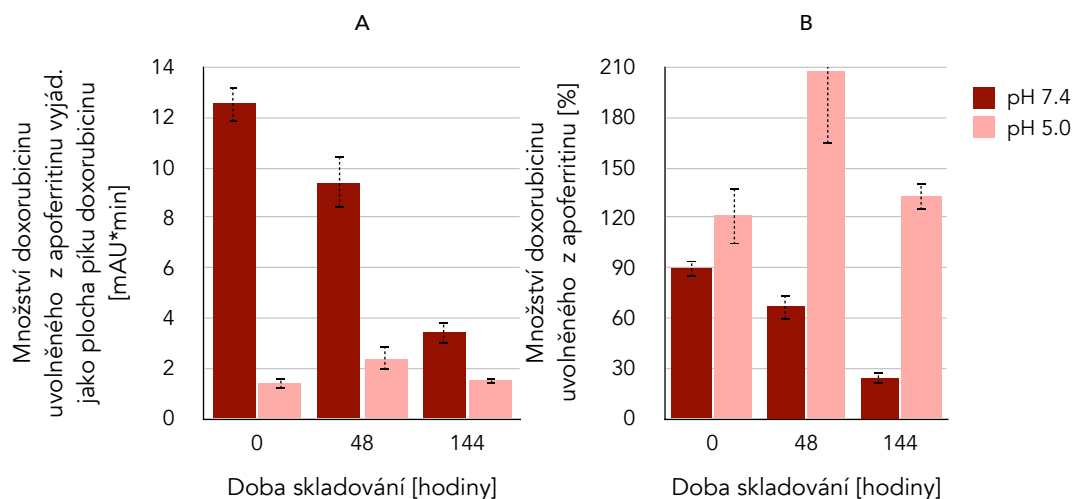 A
Množství doxorubicinu
uvolněného z apoferritinu vyjád.
jako plocha píku doxorubicinu
[mAU*min]
14
12
10
8
6
4
2
0
0 48 144
Doba skladování [hodiny]
B
Množství doxorubicinu
uvolněného z apoferritinu [%]
210
180
150
120
90
60
30
0
0 48 144
Doba skladování [hodiny]
pH 7.4
pH 5.0